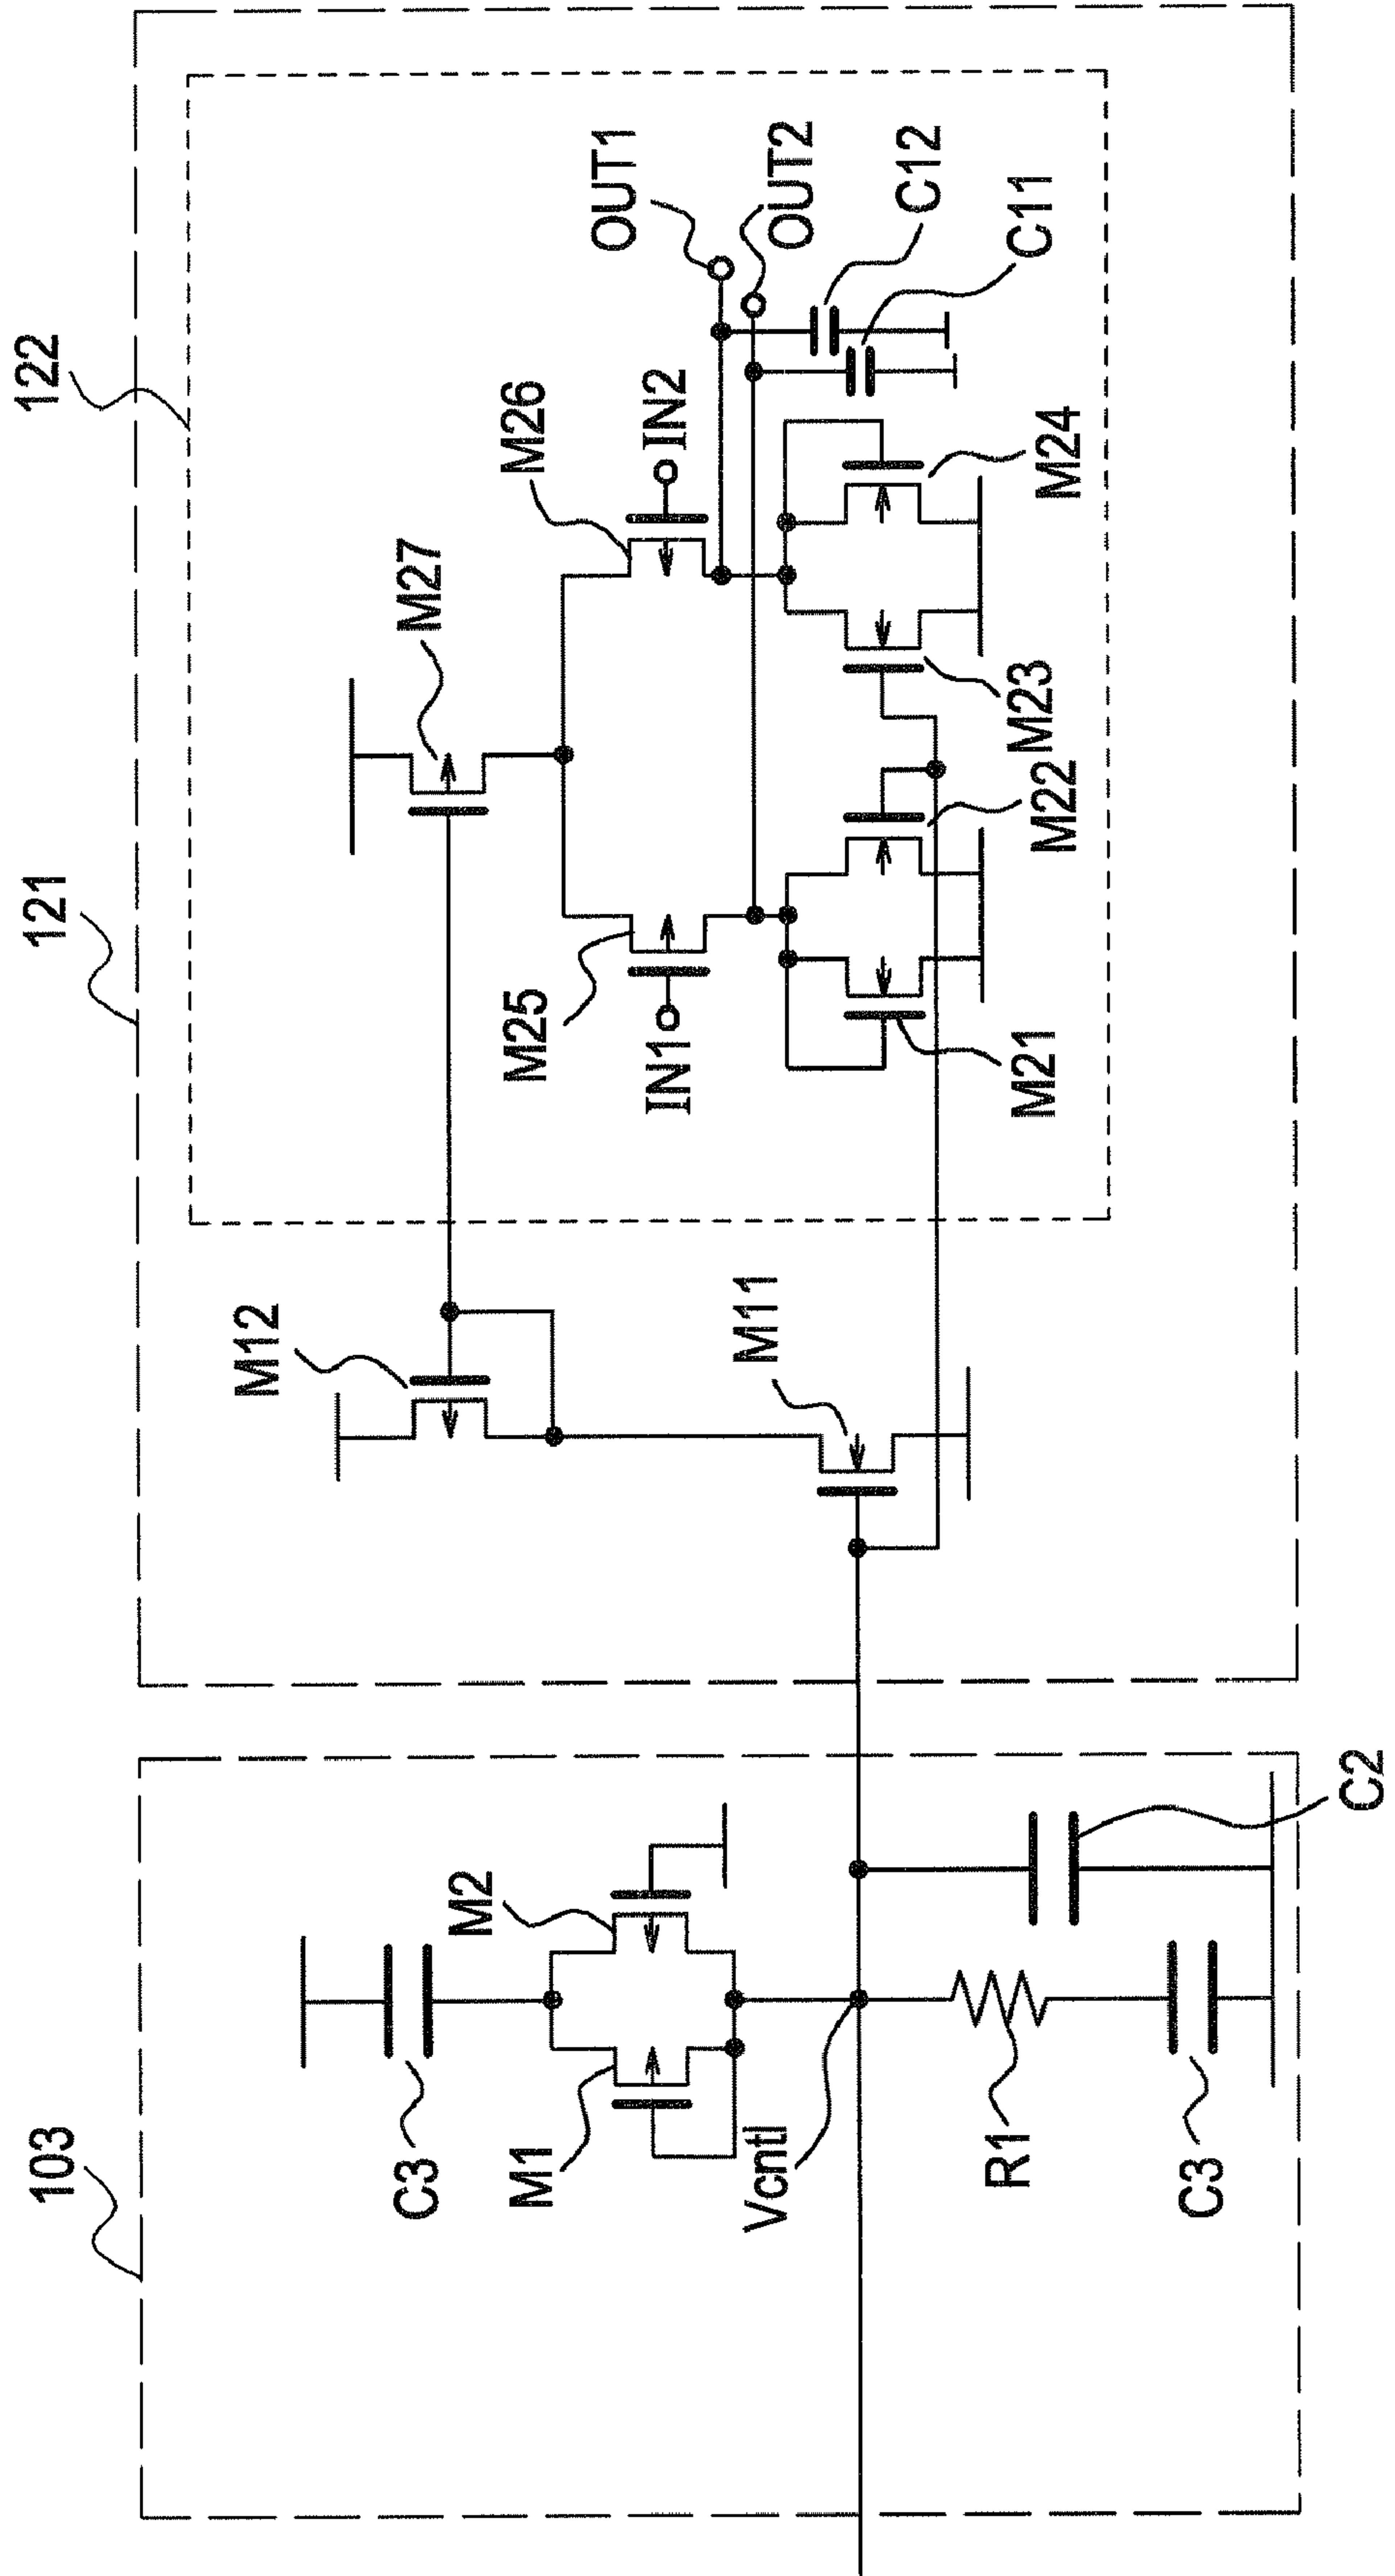 103
121
122
C3
M1
M2
Vcntl
R1
C3
C2
M12
M11
M27
M25
M26
IN1
IN2
OUT1
OUT2
C12
C11
M21
M22
M23
M24